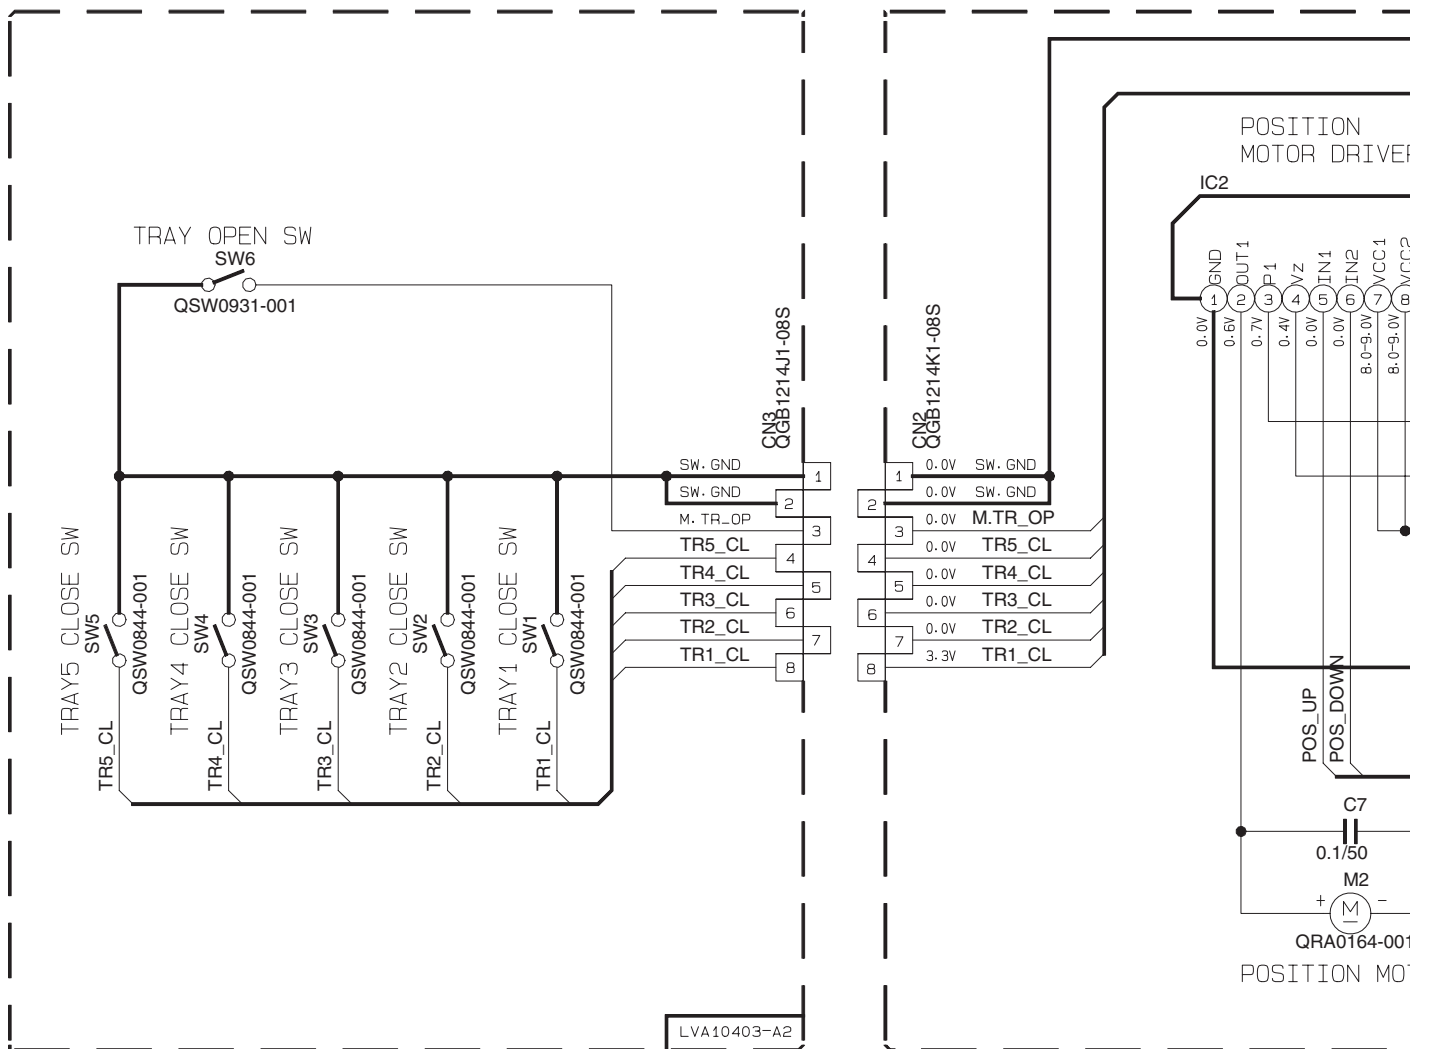 POSITION
MOTOR DRIVER
IC2
GND
OUT1
P1
Vz
IN1
IN2
VCC1
VCC2
1
2
3
4
5
6
7
8
0.0V
0.6V
0.7V
0.4V
0.0V
0.0V
8.0-9.0V
8.0-9.0V
TRAY OPEN SW
SW6
QSW0931-001
CN3
QGB1214J1-08S
CN2
QGB1214K1-08S
SW.GND
1
1
0.0V SW.GND
SW.GND
2
2
0.0V SW.GND
M.TR_OP
3
3
0.0V M.TR_OP
TR5_CL
4
4
0.0V TR5_CL
TR4_CL
5
5
0.0V TR4_CL
TR3_CL
6
6
0.0V TR3_CL
TR2_CL
7
7
0.0V TR2_CL
TR1_CL
8
8
3.3V TR1_CL
TRAY5 CLOSE SW
SW5
QSW0844-001
TRAY4 CLOSE SW
SW4
QSW0844-001
TRAY3 CLOSE SW
SW3
QSW0844-001
TRAY2 CLOSE SW
SW2
QSW0844-001
TRAY1 CLOSE SW
SW1
QSW0844-001
TR5_CL
TR4_CL
TR3_CL
TR2_CL
TR1_CL
POS_UP
POS_DOWN
C7
0.1/50
M2
+ M -
QRA0164-001
POSITION MOT
LVA10403-A2